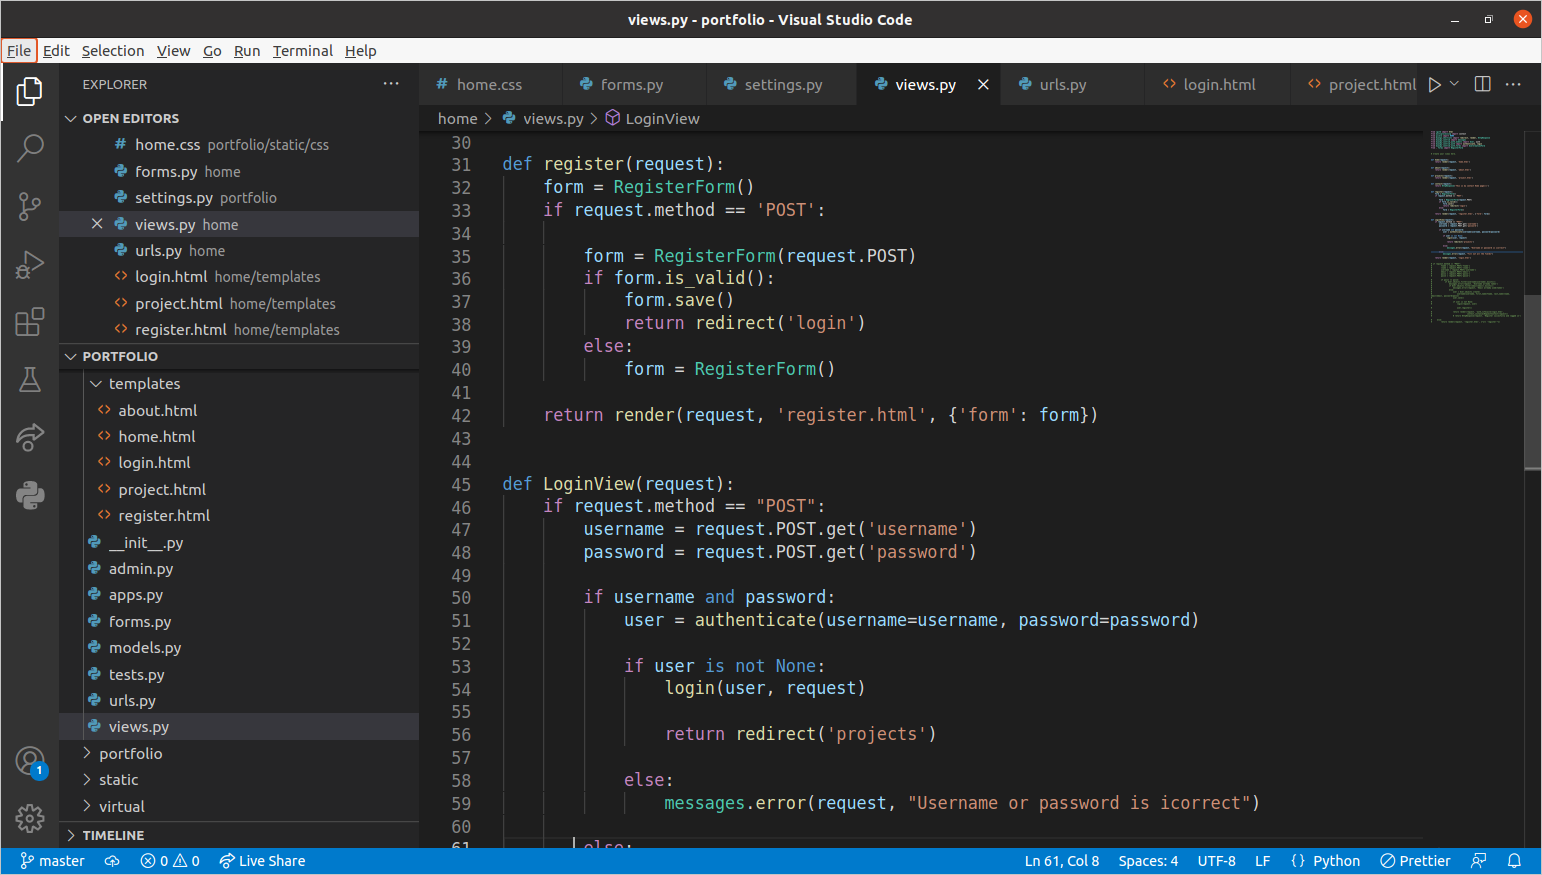 views.py - portfolio - Visual Studio Code
File Edit Selection View Go Run Terminal Help
EXPLORER
OPEN EDITORS
# home.css portfolio/static/css
forms.py home
settings.py portfolio
views.py home
urls.py home
<> login.html home/templates
<> project.html home/templates
<> register.html home/templates
PORTFOLIO
templates
<> about.html
<> home.html
<> login.html
<> project.html
<> register.html
__init__.py
admin.py
apps.py
forms.py
models.py
tests.py
urls.py
views.py
portfolio
static
virtual
TIMELINE
1
# home.css forms.py settings.py views.py urls.py <> login.html <> project.html
home > views.py > LoginView
30
31 def register(request):
32 form = RegisterForm()
33 if request.method == 'POST':
34
35 form = RegisterForm(request.POST)
36 if form.is_valid():
37 form.save()
38 return redirect('login')
39 else:
40 form = RegisterForm()
41
42 return render(request, 'register.html', {'form': form})
43
44
45 def LoginView(request):
46 if request.method == "POST":
47 username = request.POST.get('username')
48 password = request.POST.get('password')
49
50 if username and password:
51 user = authenticate(username=username, password=password)
52
53 if user is not None:
54 login(user, request)
55
56 return redirect('projects')
57
58 else:
59 messages.error(request, "Username or password is icorrect")
60
61 else:
master 0 0 Live Share Ln 61, Col 8 Spaces: 4 UTF-8 LF {} Python Prettier